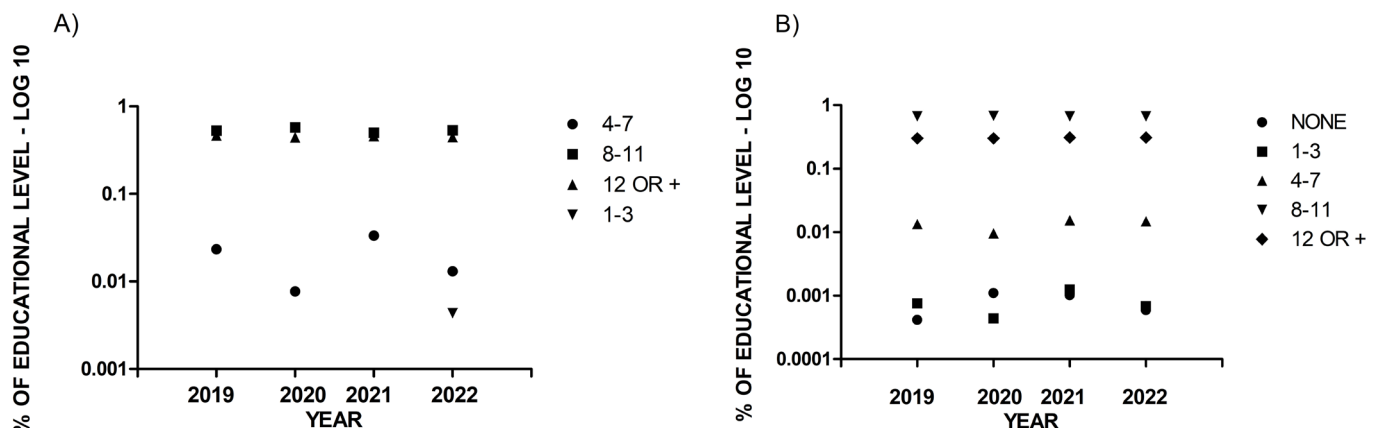 A)
% OF EDUCATIONAL LEVEL - LOG 10
1
0.1
0.01
0.001
2019 2020 2021 2022
YEAR
4-7
8-11
12 OR +
1-3
B)
% OF EDUCATIONAL LEVEL - LOG 10
1
0.1
0.01
0.001
0.0001
2019 2020 2021 2022
YEAR
NONE
1-3
4-7
8-11
12 OR +